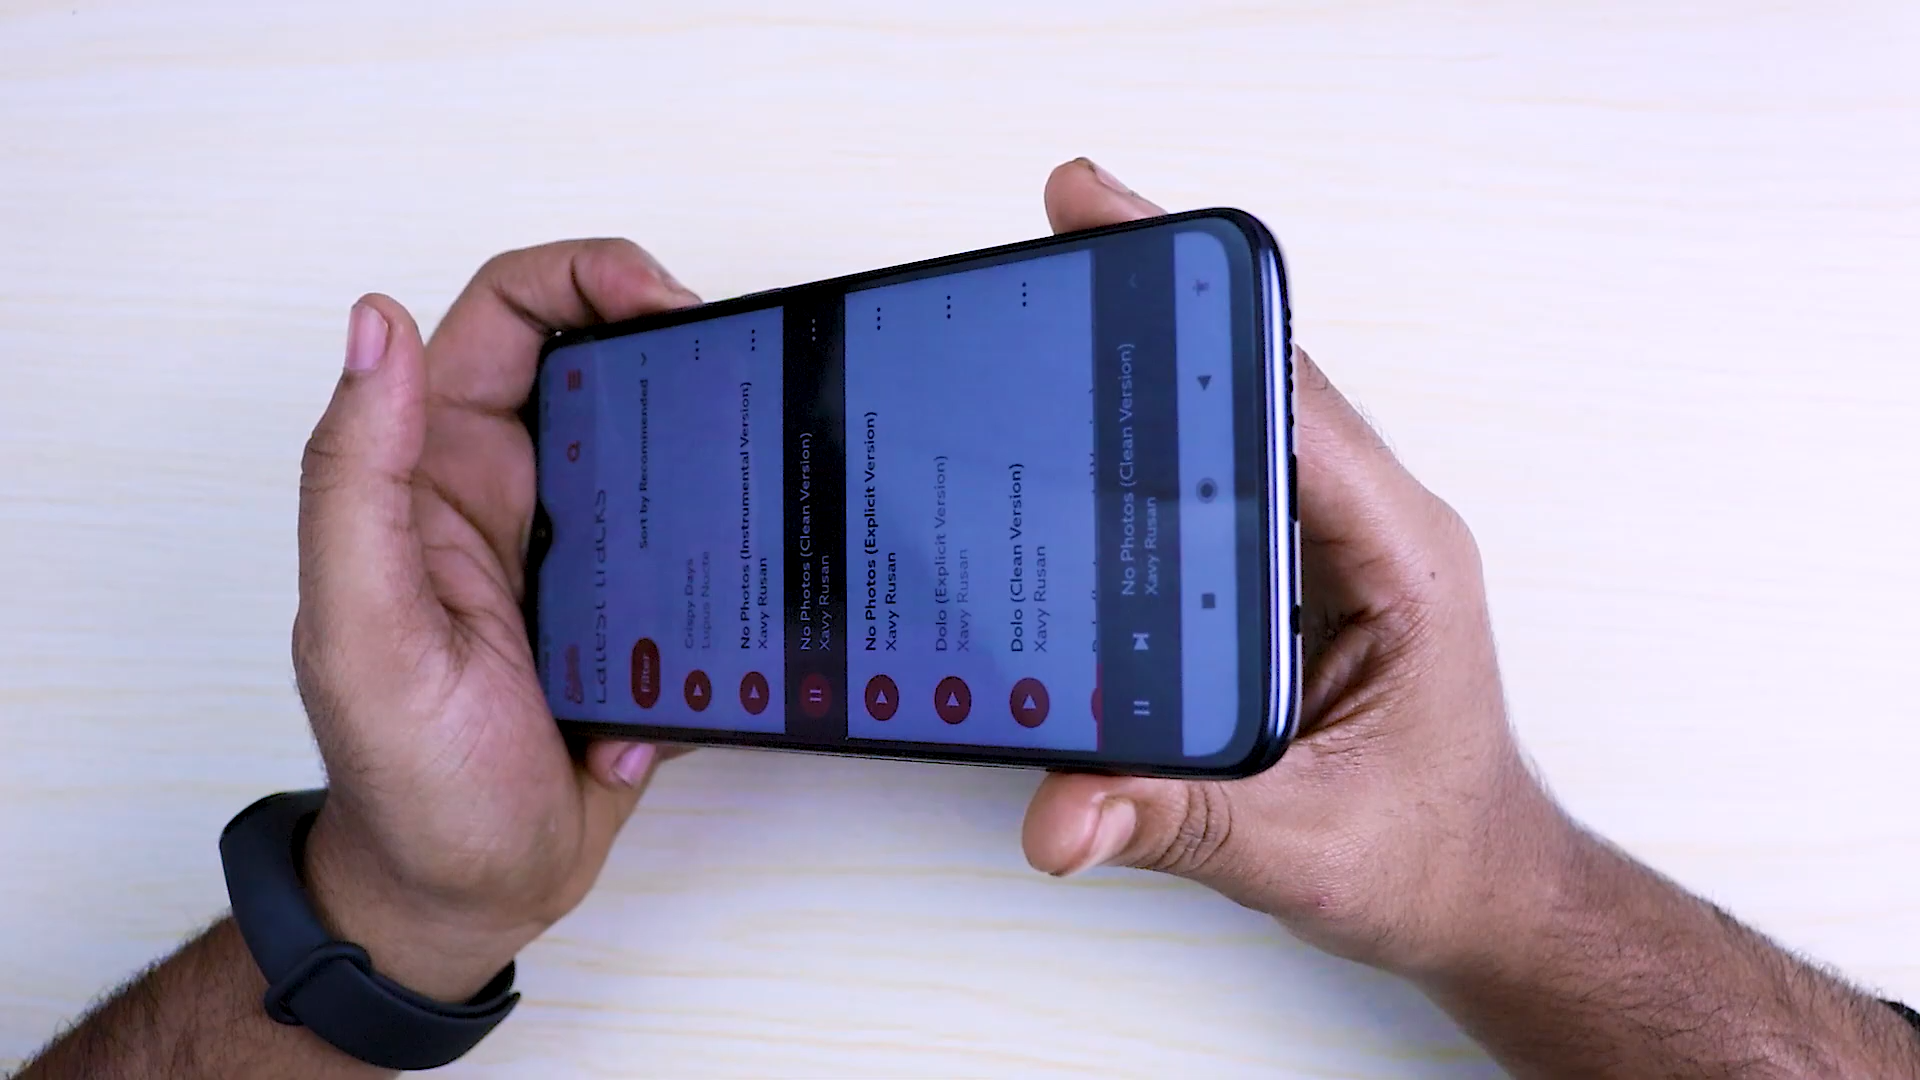 Latest tracks
Filter
Sort by Recommended
Crispy Days
Lupus Nocte
No Photos (Instrumental Version)
Xavy Rusan
No Photos (Clean Version)
Xavy Rusan
No Photos (Explicit Version)
Xavy Rusan
Dolo (Explicit Version)
Xavy Rusan
Dolo (Clean Version)
Xavy Rusan
No Photos (Clean Version)
Xavy Rusan